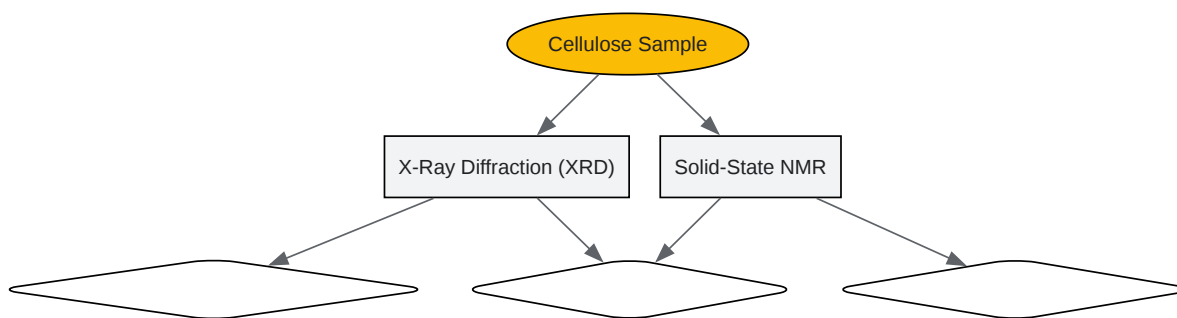 Cellulose Sample
X-Ray Diffraction (XRD)
Solid-State NMR